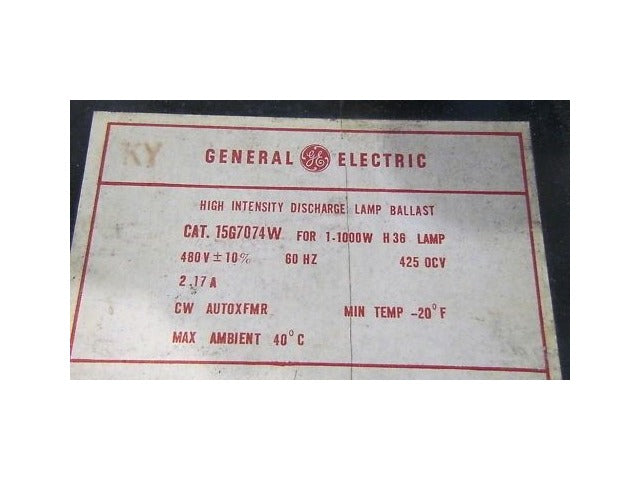 KY
GENERAL GE ELECTRIC
HIGH INTENSITY DISCHARGE LAMP BALLAST
CAT. 15G7074W FOR 1-1000W H36 LAMP
480V ± 10% 60 HZ 425 OCV
2.17A
CW AUTOXFMR MIN TEMP -20°F
MAX AMBIENT 40°C